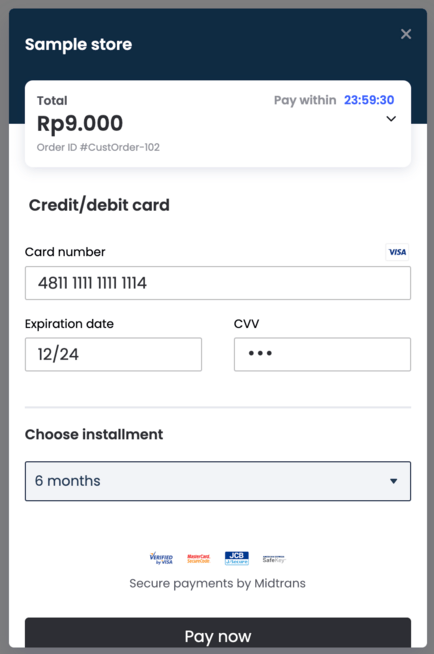 Sample store
Total
Pay within 23:59:30
Rp9.000
Order ID #CustOrder-102
Credit/debit card
Card number
VISA
4811 1111 1111 1114
Expiration date
CVV
12/24
•••
Choose installment
6 months
VERIFIED by VISA
MasterCard. SecureCode.
JCB J/Secure
SafeKey
Secure payments by Midtrans
Pay now